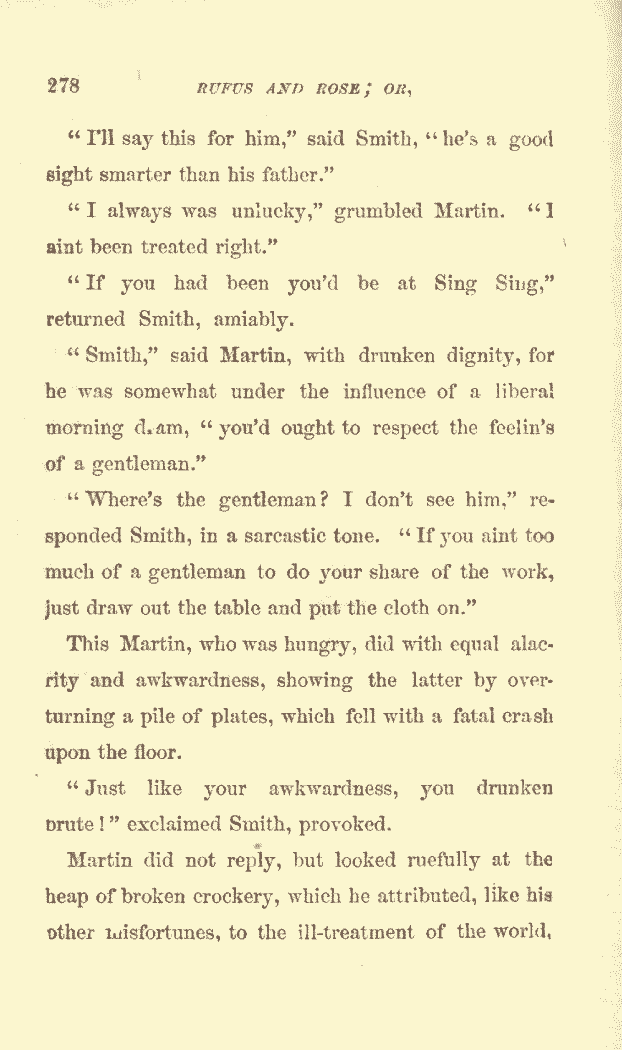 278 RUFUS AND ROSE; OR,
“ I'll say this for him,” said Smith, “he's a good
sight smarter than his father.”
“ I always was unlucky,” grumbled Martin. “I
aint been treated right.”
“If you had been you'd be at Sing Sing,”
returned Smith, amiably.
“ Smith,” said Martin, with drunken dignity, for
he was somewhat under the influence of a liberal
morning dram, “ you'd ought to respect the feelin's
of a gentleman.”
“ Where's the gentleman? I don't see him,” re-
sponded Smith, in a sarcastic tone. “ If you aint too
much of a gentleman to do your share of the work,
just draw out the table and put the cloth on.”
This Martin, who was hungry, did with equal alac-
rity and awkwardness, showing the latter by over-
turning a pile of plates, which fell with a fatal crash
upon the floor.
“ Just like your awkwardness, you drunken
brute!” exclaimed Smith, provoked.
Martin did not reply, but looked ruefully at the
heap of broken crockery, which he attributed, like his
other misfortunes, to the ill-treatment of the world,